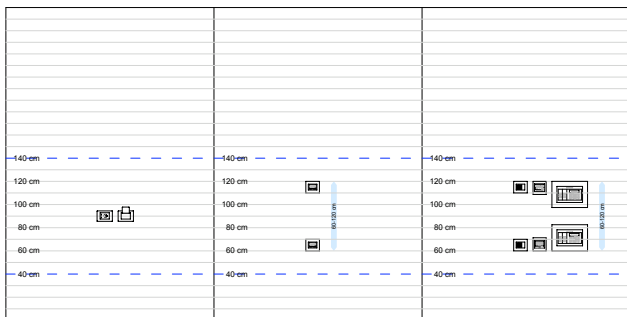 140 cm 140 cm 140 cm
120 cm 120 cm 120 cm
100 cm 100 cm 100 cm
60-120 cm 60-120 cm
80 cm 80 cm 80 cm
60 cm 60 cm 60 cm
40 cm 40 cm 40 cm